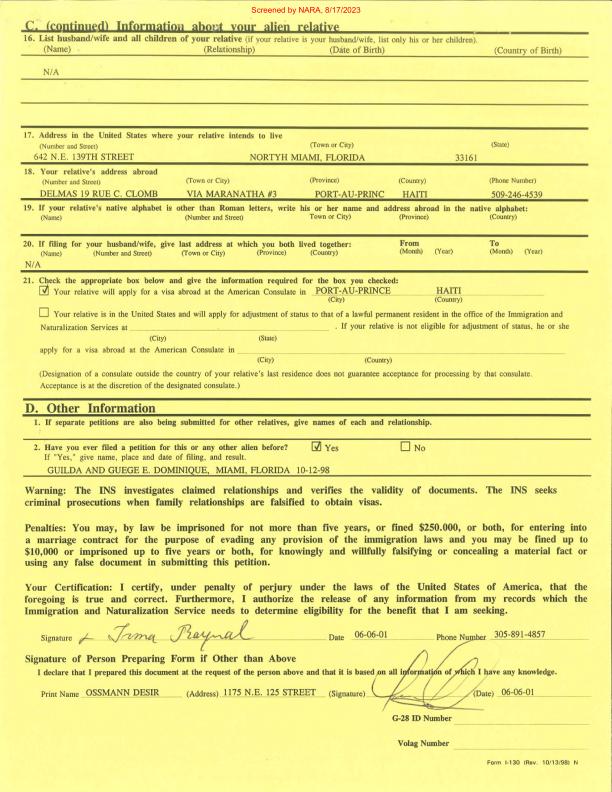 Screened by NARA, 8/17/2023
C. (continued) Information about your alien relative
16. List husband/wife and all children of your relative (if your relative is your husband/wife, list only his or her children).
(Name) (Relationship) (Date of Birth) (Country of Birth)
N/A
17. Address in the United States where your relative intends to live
(Number and Street) (Town or City) (State)
642 N.E. 139TH STREET NORTYH MIAMI, FLORIDA 33161
18. Your relative's address abroad
(Number and Street) (Town or City) (Province) (Country) (Phone Number)
DELMAS 19 RUE C. CLOMB VIA MARANATHA #3 PORT-AU-PRINC HAITI 509-246-4539
19. If your relative's native alphabet is other than Roman letters, write his or her name and address abroad in the native alphabet:
(Name) (Number and Street) Town or City) (Province) (Country)
20. If filing for your husband/wife, give last address at which you both lived together: From To
(Name) (Number and Street) (Town or City) (Province) (Country) (Month) (Year) (Month) (Year)
N/A
21. Check the appropriate box below and give the information required for the box you checked:
Your relative will apply for a visa abroad at the American Consulate in PORT-AU-PRINCE HAITI
(City) (Country)
Your relative is in the United States and will apply for adjustment of status to that of a lawful permanent resident in the office of the Immigration and
Naturalization Services at . If your relative is not eligible for adjustment of status, he or she
(City) (State)
apply for a visa abroad at the American Consulate in
(City) (Country)
(Designation of a consulate outside the country of your relative's last residence does not guarantee acceptance for processing by that consulate.
Acceptance is at the discretion of the designated consulate.)
D. Other Information
1. If separate petitions are also being submitted for other relatives, give names of each and relationship.
2. Have you ever filed a petition for this or any other alien before? Yes No
If "Yes," give name, place and date of filing, and result.
GUILDA AND GUEGE E. DOMINIQUE, MIAMI, FLORIDA 10-12-98
Warning: The INS investigates claimed relationships and verifies the validity of documents. The INS seeks
criminal prosecutions when family relationships are falsified to obtain visas.
Penalties: You may, by law be imprisoned for not more than five years, or fined $250.000, or both, for entering into
a marriage contract for the purpose of evading any provision of the immigration laws and you may be fined up to
$10,000 or imprisoned up to five years or both, for knowingly and willfully falsifying or concealing a material fact or
using any false document in submitting this petition.
Your Certification: I certify, under penalty of perjury under the laws of the United States of America, that the
foregoing is true and correct. Furthermore, I authorize the release of any information from my records which the
Immigration and Naturalization Service needs to determine eligibility for the benefit that I am seeking.
Signature Irma Raynal Date 06-06-01 Phone Number 305-891-4857
Signature of Person Preparing Form if Other than Above
I declare that I prepared this document at the request of the person above and that it is based on all information of which I have any knowledge.
Print Name OSSMANN DESIR (Address) 1175 N.E. 125 STREET (Signature) (Date) 06-06-01
G-28 ID Number
Volag Number
Form I-130 (Rev. 10/13/98) N